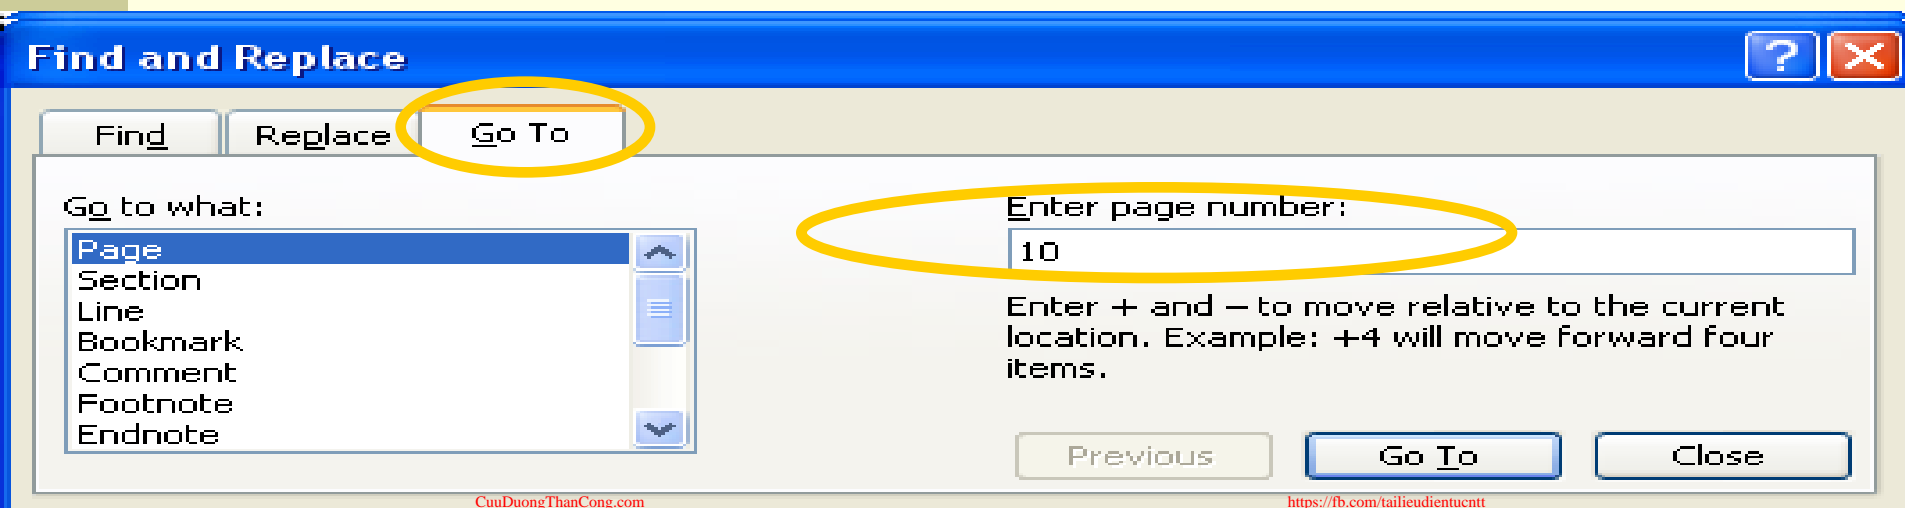 Find and Replace
Find
Replace
Go To
Go to what:
Page
Section
Line
Bookmark
Comment
Footnote
Endnote
Enter page number:
10
Enter + and – to move relative to the current
location. Example: +4 will move forward four
items.
Previous
Go To
Close
CuuDuongThanCong.com
https://fb.com/tailieudientucntt